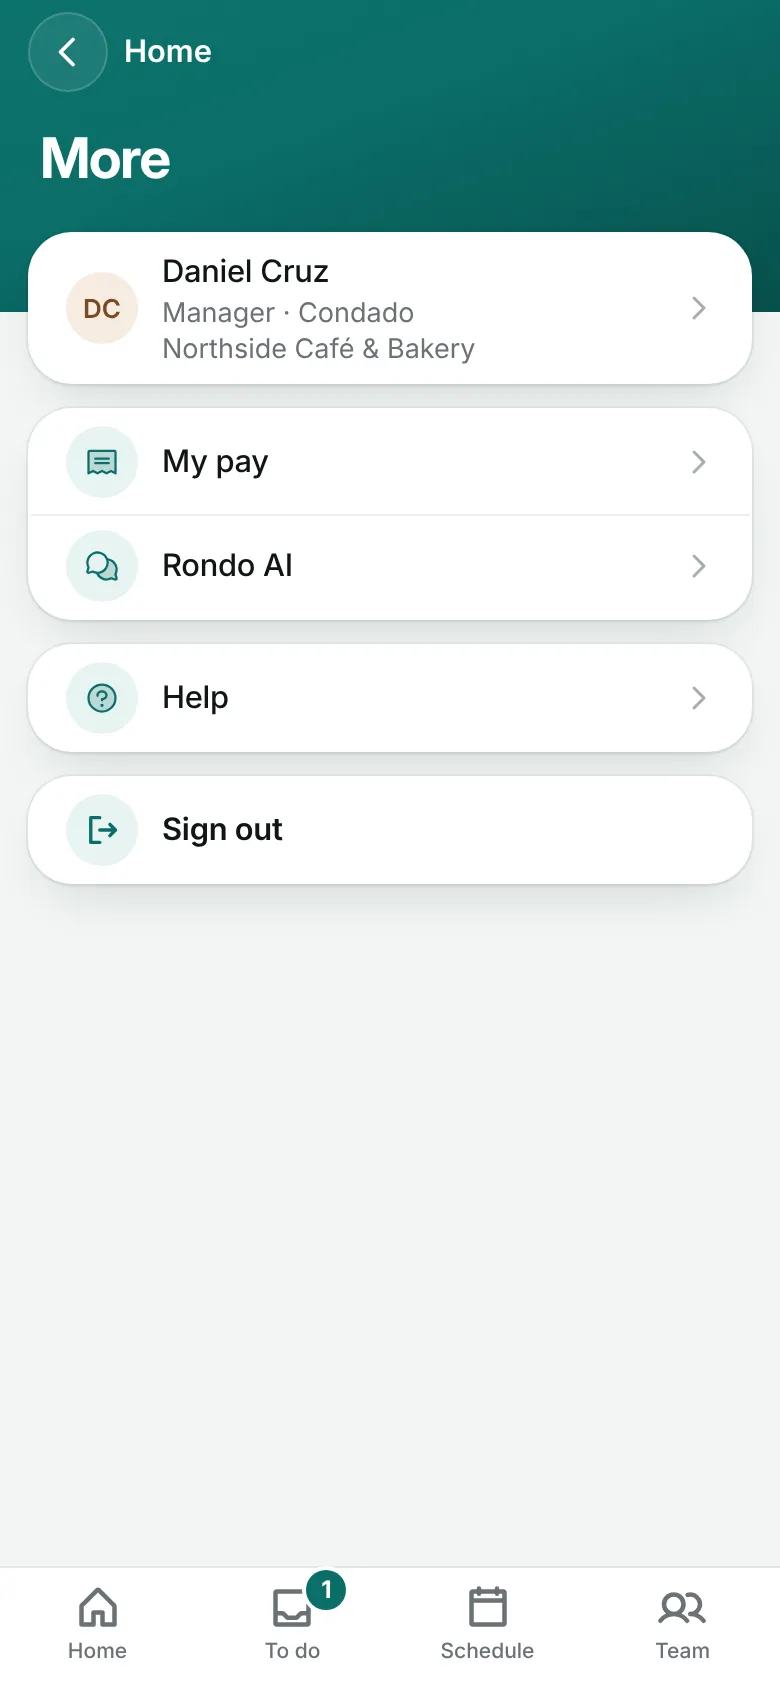 Home
More
DC
Daniel Cruz
Manager · Condado
Northside Café & Bakery
My pay
Rondo AI
Help
Sign out
1
Home
To do
Schedule
Team